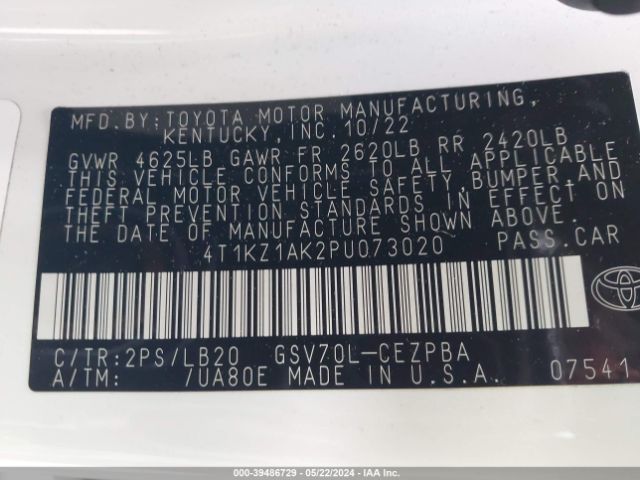 MFD.BY:TOYOTA MOTOR MANUFACTURING,
KENTUCKY,INC.10/22
GVWR 4625LB GAWR FR 2620LB RR 2420LB
THIS VEHICLE CONFORMS TO ALL APPLICABLE
FEDERAL MOTOR VEHICLE SAFETY,BUMPER AND
THEFT PREVENTION STANDARDS IN EFFECT ON
THE DATE OF MANUFACTURE SHOWN ABOVE.
4T1KZ1AK2PU073020 PASS.CAR
C/TR:2PS/LB20 GSV70L-CEZPBA
A/TM: /UA80E MADE IN U.S.A. 07541
000-39486729 - 05/22/2024 - IAA Inc.